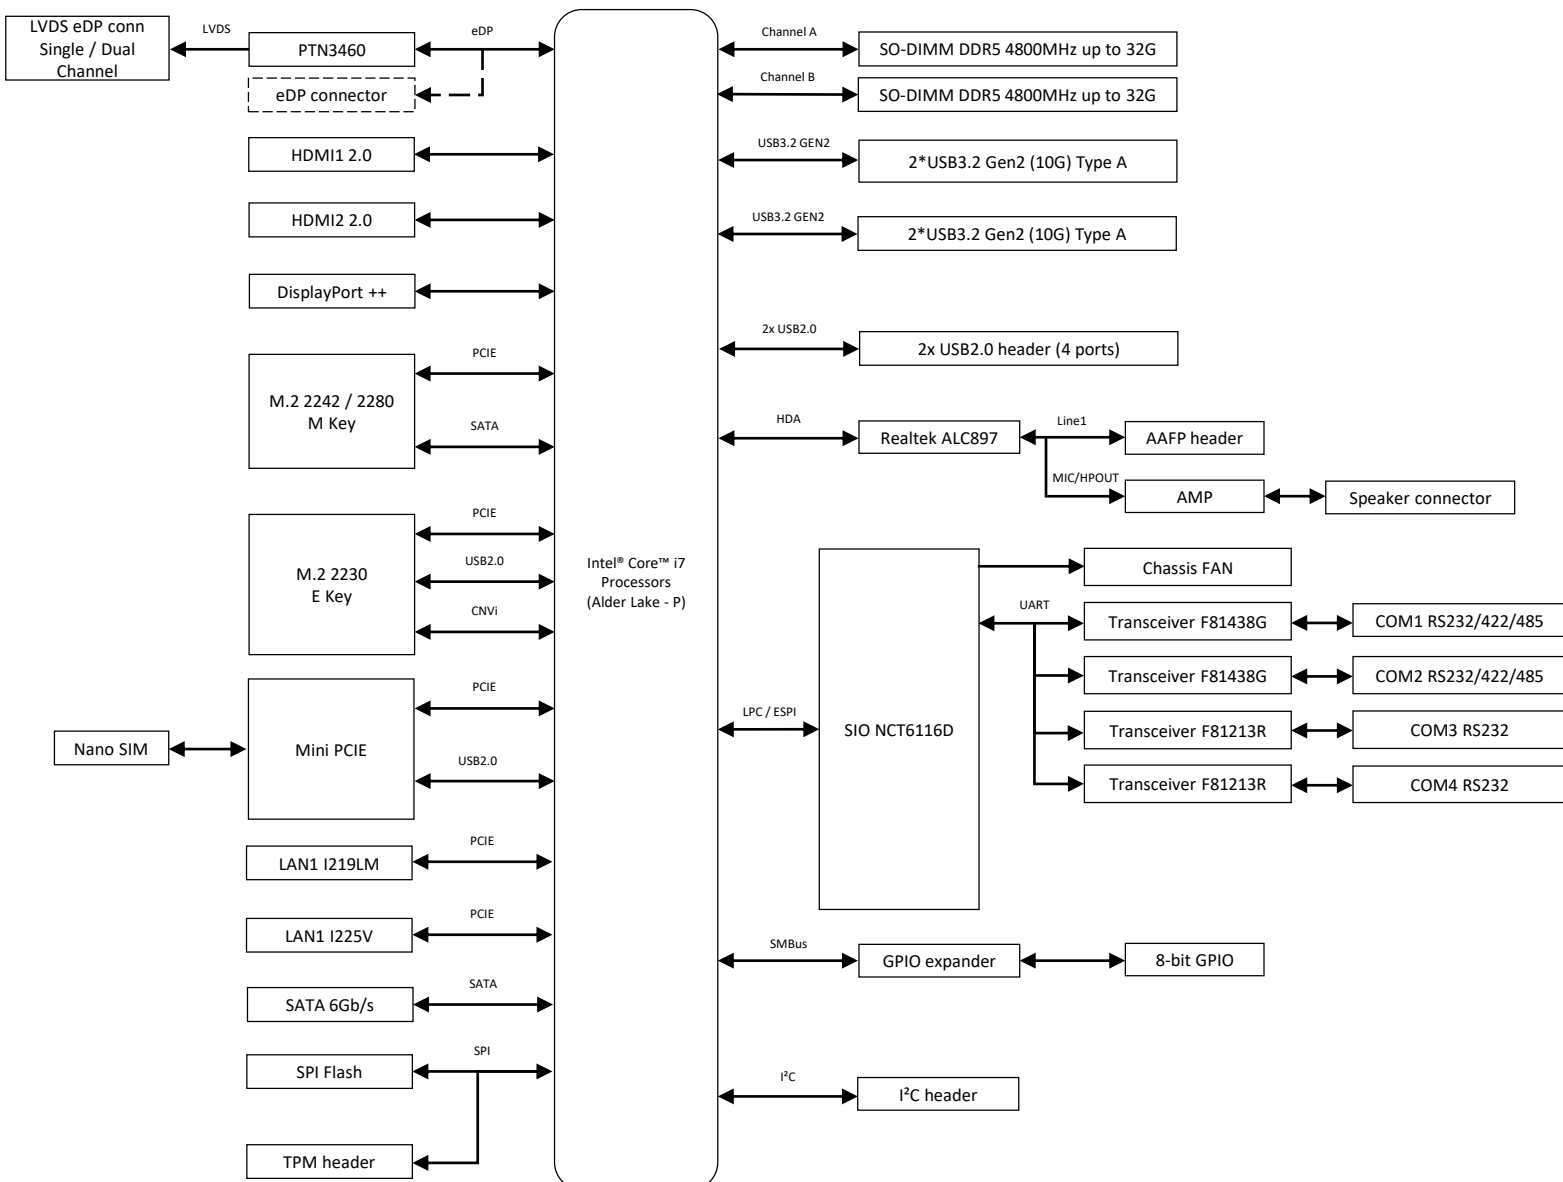 LVDS eDP conn
Single / Dual
Channel
LVDS
PTN3460
eDP
eDP connector
HDMI1 2.0
HDMI2 2.0
DisplayPort ++
M.2 2242 / 2280
M Key
PCIE
SATA
M.2 2230
E Key
PCIE
USB2.0
CNVi
Nano SIM
Mini PCIE
PCIE
USB2.0
LAN1 I219LM
PCIE
LAN1 I225V
PCIE
SATA 6Gb/s
SATA
SPI Flash
SPI
TPM header
Intel® Core™ i7
Processors
(Alder Lake - P)
Channel A
SO-DIMM DDR5 4800MHz up to 32G
Channel B
SO-DIMM DDR5 4800MHz up to 32G
USB3.2 GEN2
2*USB3.2 Gen2 (10G) Type A
USB3.2 GEN2
2*USB3.2 Gen2 (10G) Type A
2x USB2.0
2x USB2.0 header (4 ports)
HDA
Realtek ALC897
Line1
AAFP header
MIC/HPOUT
AMP
Speaker connector
LPC / ESPI
SIO NCT6116D
Chassis FAN
UART
Transceiver F81438G
COM1 RS232/422/485
Transceiver F81438G
COM2 RS232/422/485
Transceiver F81213R
COM3 RS232
Transceiver F81213R
COM4 RS232
SMBus
GPIO expander
8-bit GPIO
I²C
I²C header